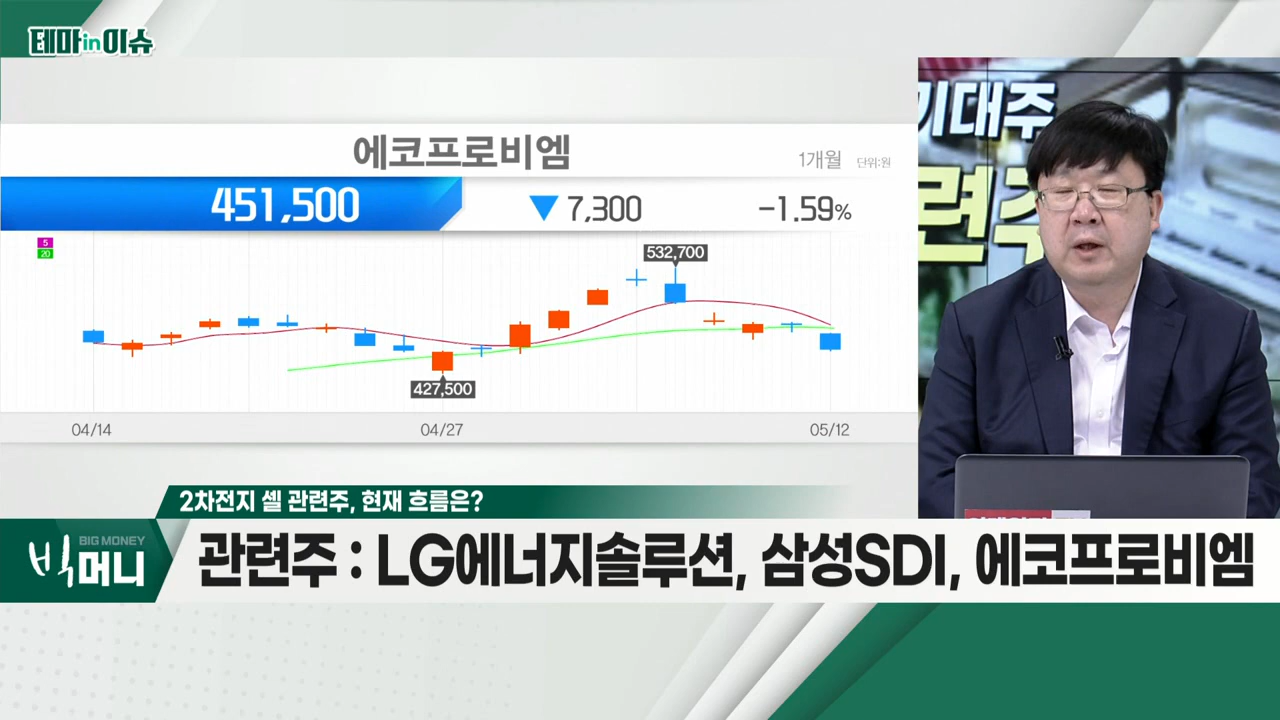 테마in이슈
에코프로비엠
1개월 단위:원
451,500 ▼ 7,300 -1.59%
5
20
532,700
427,500
04/14 04/27 05/12
기대주
련주
2차전지 셀 관련주, 현재 흐름은?
BIG MONEY
빅머니
관련주 : LG에너지솔루션, 삼성SDI, 에코프로비엠